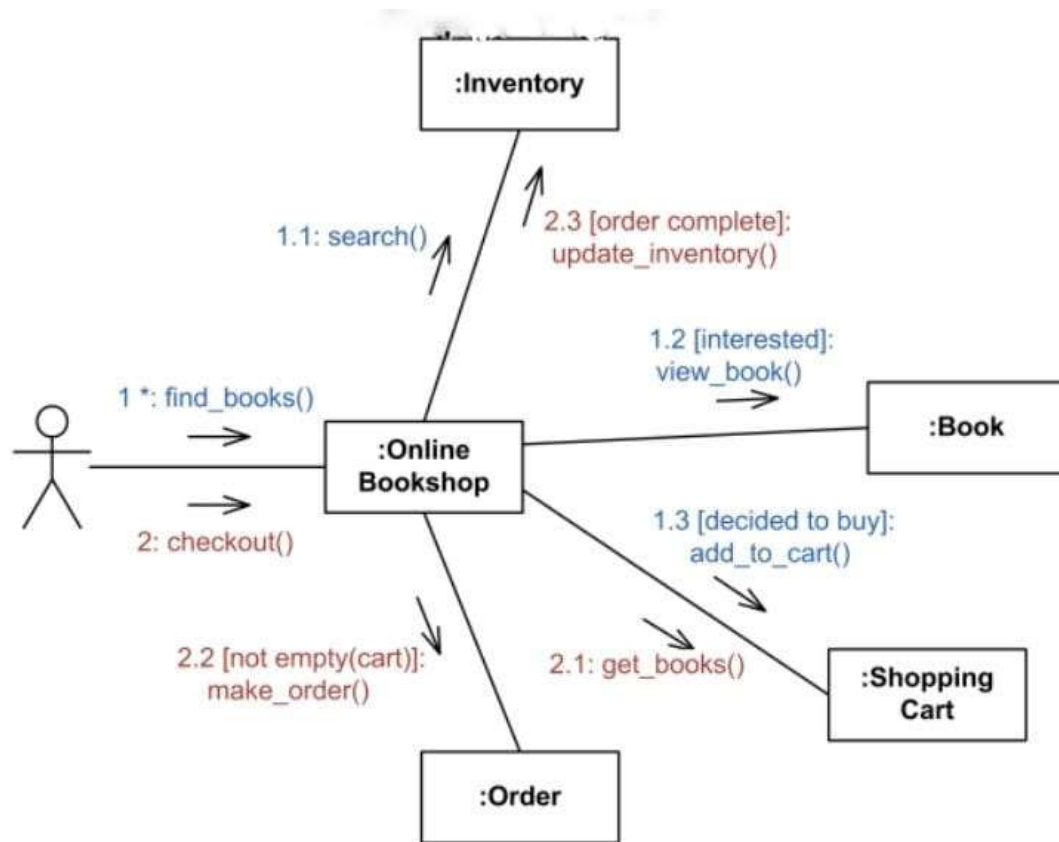 :Inventory
1.1: search()
2.3 [order complete]:
update_inventory()
1.2 [interested]:
view_book()
1 *: find_books()
:Online
Bookshop
:Book
2: checkout()
1.3 [decided to buy]:
add_to_cart()
2.2 [not empty(cart)]:
make_order()
2.1: get_books()
:Shopping
Cart
:Order